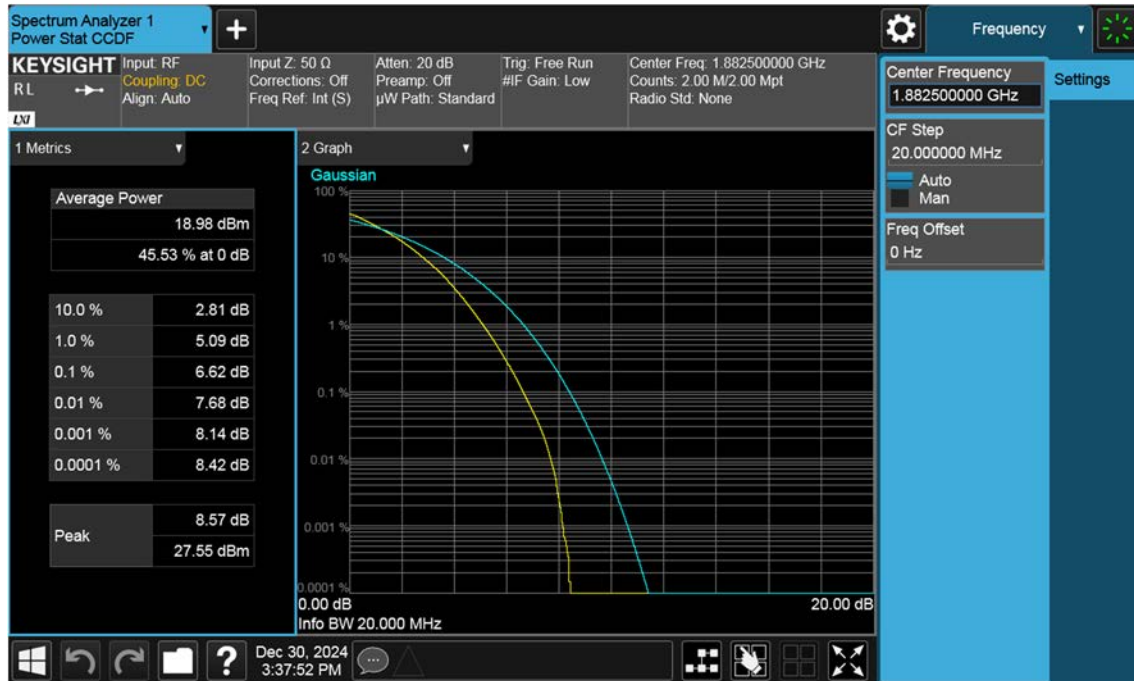 Spectrum Analyzer 1
Power Stat CCDF
+
Frequency
KEYSIGHT
RL
LXI
Input: RF
Coupling: DC
Align: Auto
Input Z: 50 Ω
Corrections: Off
Freq Ref: Int (S)
Atten: 20 dB
Preamp: Off
µW Path: Standard
Trig: Free Run
#IF Gain: Low
Center Freq: 1.882500000 GHz
Counts: 2.00 M/2.00 Mpt
Radio Std: None
Center Frequency
1.882500000 GHz
Settings
CF Step
20.000000 MHz
Auto
Man
Freq Offset
0 Hz
1 Metrics
Average Power
18.98 dBm
45.53 % at 0 dB
10.0 % 2.81 dB
1.0 % 5.09 dB
0.1 % 6.62 dB
0.01 % 7.68 dB
0.001 % 8.14 dB
0.0001 % 8.42 dB
Peak
8.57 dB
27.55 dBm
2 Graph
Gaussian
100 %
10 %
1 %
0.1 %
0.01 %
0.001 %
0.0001 %
0.00 dB 20.00 dB
Info BW 20.000 MHz
?
Dec 30, 2024
3:37:52 PM